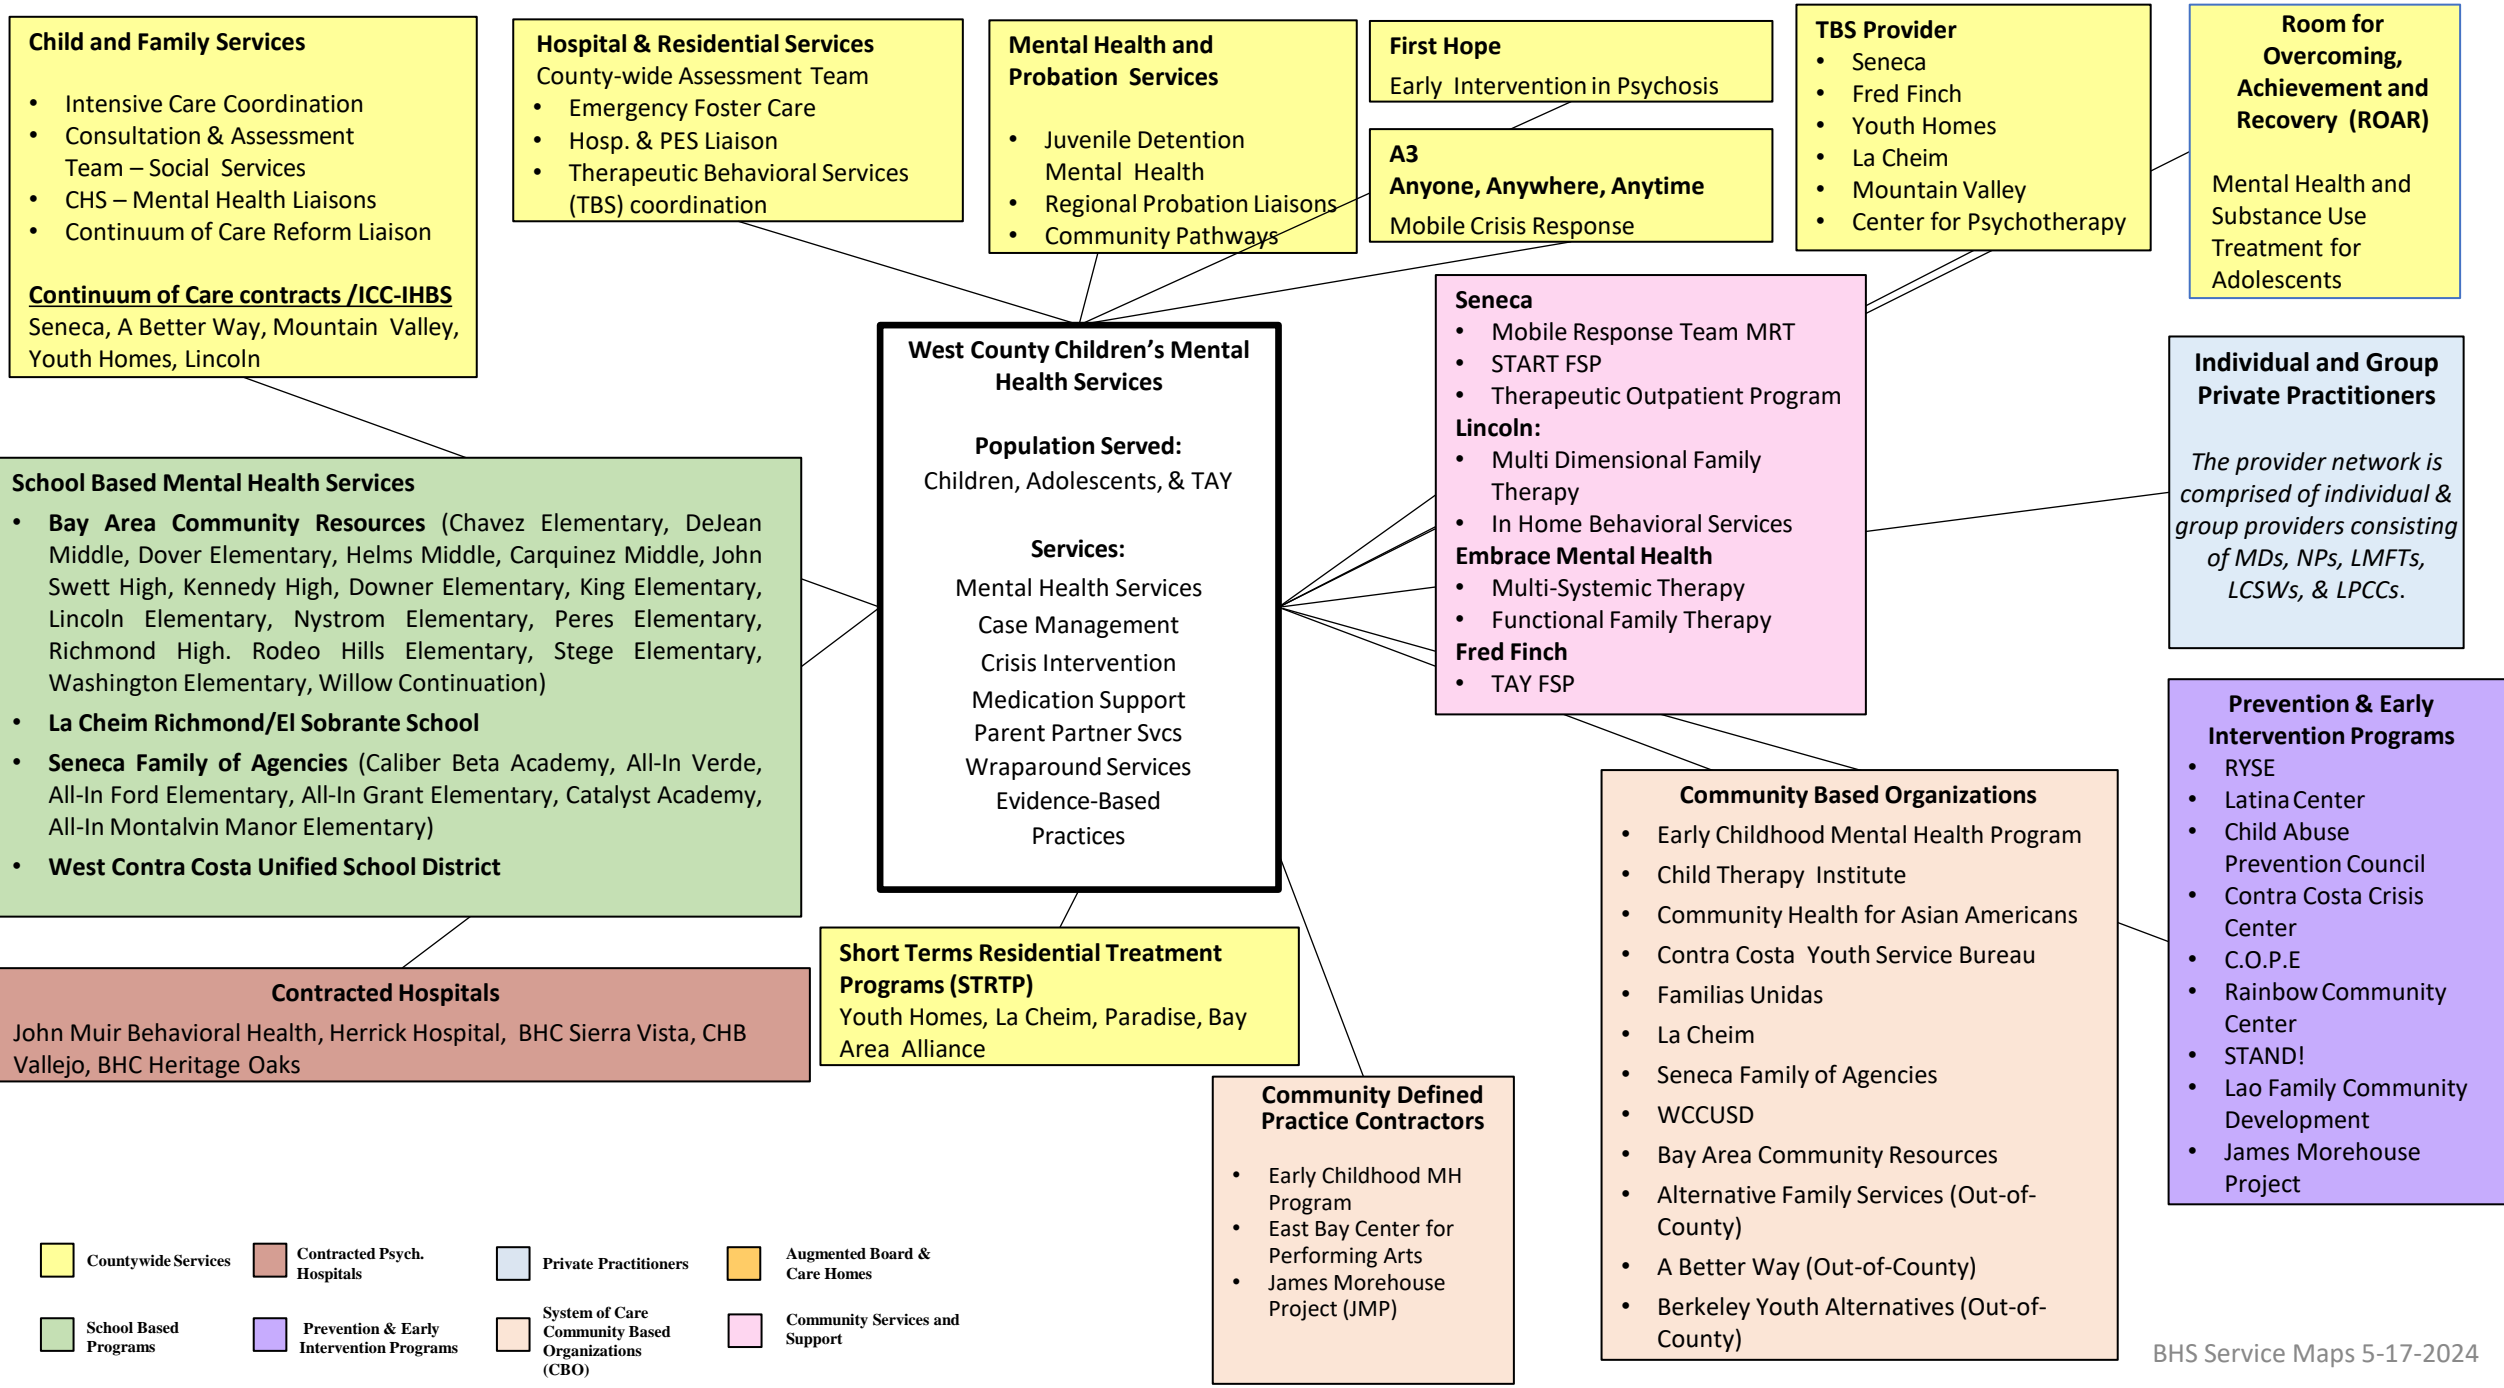 Child and Family Services
• Intensive Care Coordination
• Consultation & Assessment
Team – Social Services
• CHS – Mental Health Liaisons
• Continuum of Care Reform Liaison
Continuum of Care contracts /ICC-IHBS
Seneca, A Better Way, Mountain Valley,
Youth Homes, Lincoln
Hospital & Residential Services
County-wide Assessment Team
• Emergency Foster Care
• Hosp. & PES Liaison
• Therapeutic Behavioral Services
(TBS) coordination
Mental Health and
Probation Services
• Juvenile Detention
Mental Health
• Regional Probation Liaisons
• Community Pathways
First Hope
Early Intervention in Psychosis
A3
Anyone, Anywhere, Anytime
Mobile Crisis Response
TBS Provider
• Seneca
• Fred Finch
• Youth Homes
• La Cheim
• Mountain Valley
• Center for Psychotherapy
Room for
Overcoming,
Achievement and
Recovery (ROAR)
Mental Health and
Substance Use
Treatment for
Adolescents
West County Children's Mental
Health Services
Population Served:
Children, Adolescents, & TAY
Services:
Mental Health Services
Case Management
Crisis Intervention
Medication Support
Parent Partner Svcs
Wraparound Services
Evidence-Based
Practices
Seneca
• Mobile Response Team MRT
• START FSP
• Therapeutic Outpatient Program
Lincoln:
• Multi Dimensional Family
Therapy
• In Home Behavioral Services
Embrace Mental Health
• Multi-Systemic Therapy
• Functional Family Therapy
Fred Finch
• TAY FSP
Individual and Group
Private Practitioners
The provider network is
comprised of individual &
group providers consisting
of MDs, NPs, LMFTs,
LCSWs, & LPCCs.
School Based Mental Health Services
• Bay Area Community Resources (Chavez Elementary, DeJean
Middle, Dover Elementary, Helms Middle, Carquinez Middle, John
Swett High, Kennedy High, Downer Elementary, King Elementary,
Lincoln Elementary, Nystrom Elementary, Peres Elementary,
Richmond High. Rodeo Hills Elementary, Stege Elementary,
Washington Elementary, Willow Continuation)
• La Cheim Richmond/El Sobrante School
• Seneca Family of Agencies (Caliber Beta Academy, All-In Verde,
All-In Ford Elementary, All-In Grant Elementary, Catalyst Academy,
All-In Montalvin Manor Elementary)
• West Contra Costa Unified School District
Contracted Hospitals
John Muir Behavioral Health, Herrick Hospital, BHC Sierra Vista, CHB
Vallejo, BHC Heritage Oaks
Short Terms Residential Treatment
Programs (STRTP)
Youth Homes, La Cheim, Paradise, Bay
Area Alliance
Community Defined
Practice Contractors
• Early Childhood MH
Program
• East Bay Center for
Performing Arts
• James Morehouse
Project (JMP)
Community Based Organizations
• Early Childhood Mental Health Program
• Child Therapy Institute
• Community Health for Asian Americans
• Contra Costa Youth Service Bureau
• Familias Unidas
• La Cheim
• Seneca Family of Agencies
• WCCUSD
• Bay Area Community Resources
• Alternative Family Services (Out-of-
County)
• A Better Way (Out-of-County)
• Berkeley Youth Alternatives (Out-of-
County)
Prevention & Early
Intervention Programs
• RYSE
• Latina Center
• Child Abuse
Prevention Council
• Contra Costa Crisis
Center
• C.O.P.E
• Rainbow Community
Center
• STAND!
• Lao Family Community
Development
• James Morehouse
Project
Countywide Services
Contracted Psych.
Hospitals
Private Practitioners
Augmented Board &
Care Homes
School Based
Programs
Prevention & Early
Intervention Programs
System of Care
Community Based
Organizations
(CBO)
Community Services and
Support
BHS Service Maps 5-17-2024